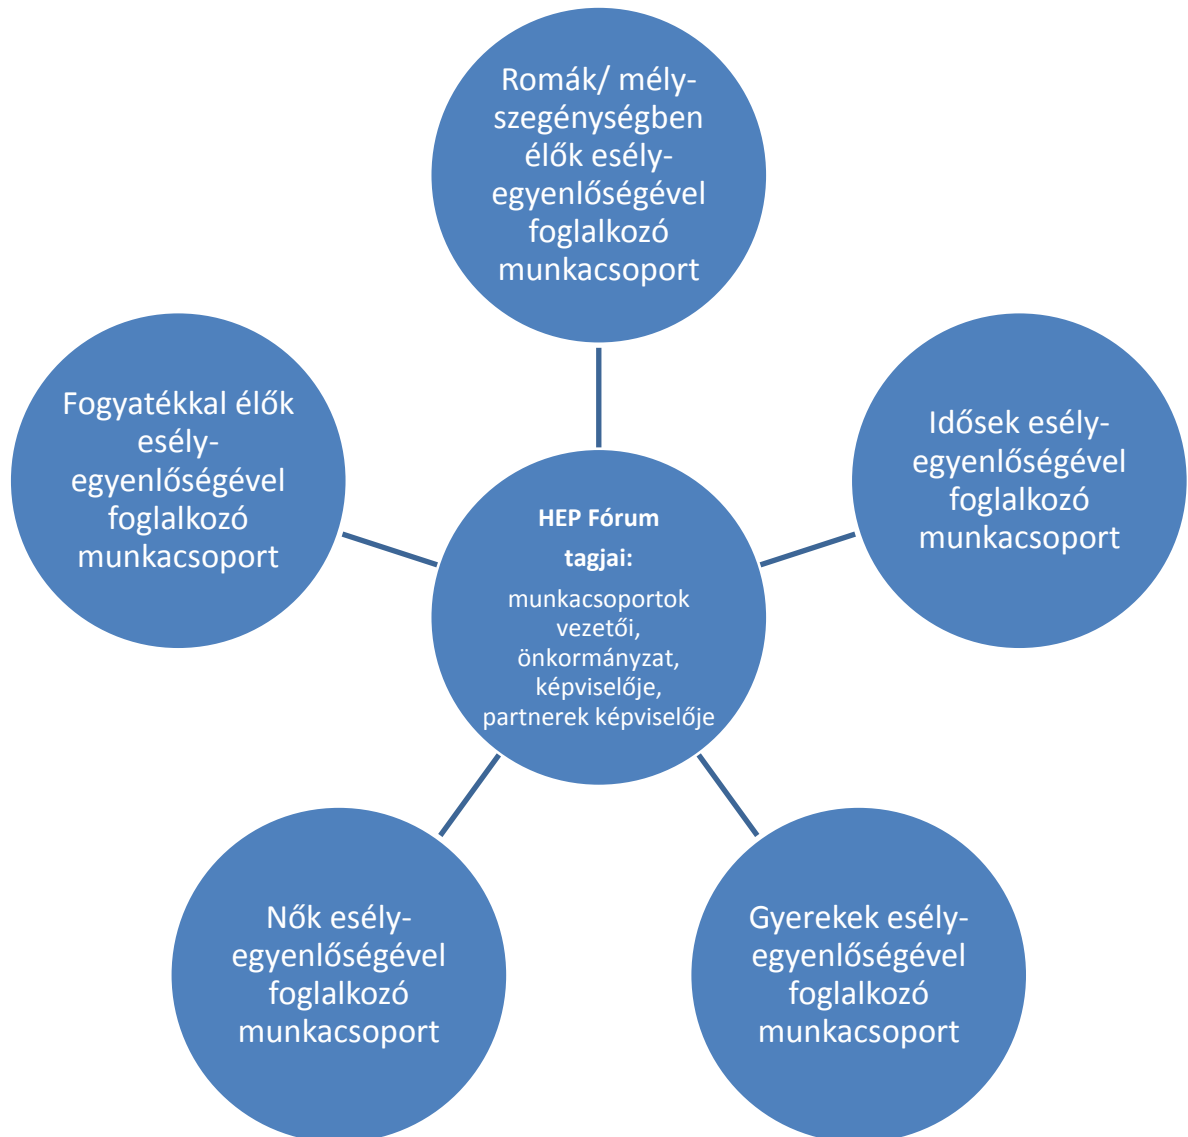 Romák/ mély-
szegénységben
élők esély-
egyenlőségével
foglalkozó
munkacsoport
Fogyatékkal élők
esély-
egyenlőségével
foglalkozó
munkacsoport
Idősek esély-
egyenlőségével
foglalkozó
munkacsoport
HEP Fórum
tagjai:
munkacsoportok
vezetői,
önkormányzat,
képviselője,
partnerek képviselője
Nők esély-
egyenlőségével
foglalkozó
munkacsoport
Gyerekek esély-
egyenlőségével
foglalkozó
munkacsoport